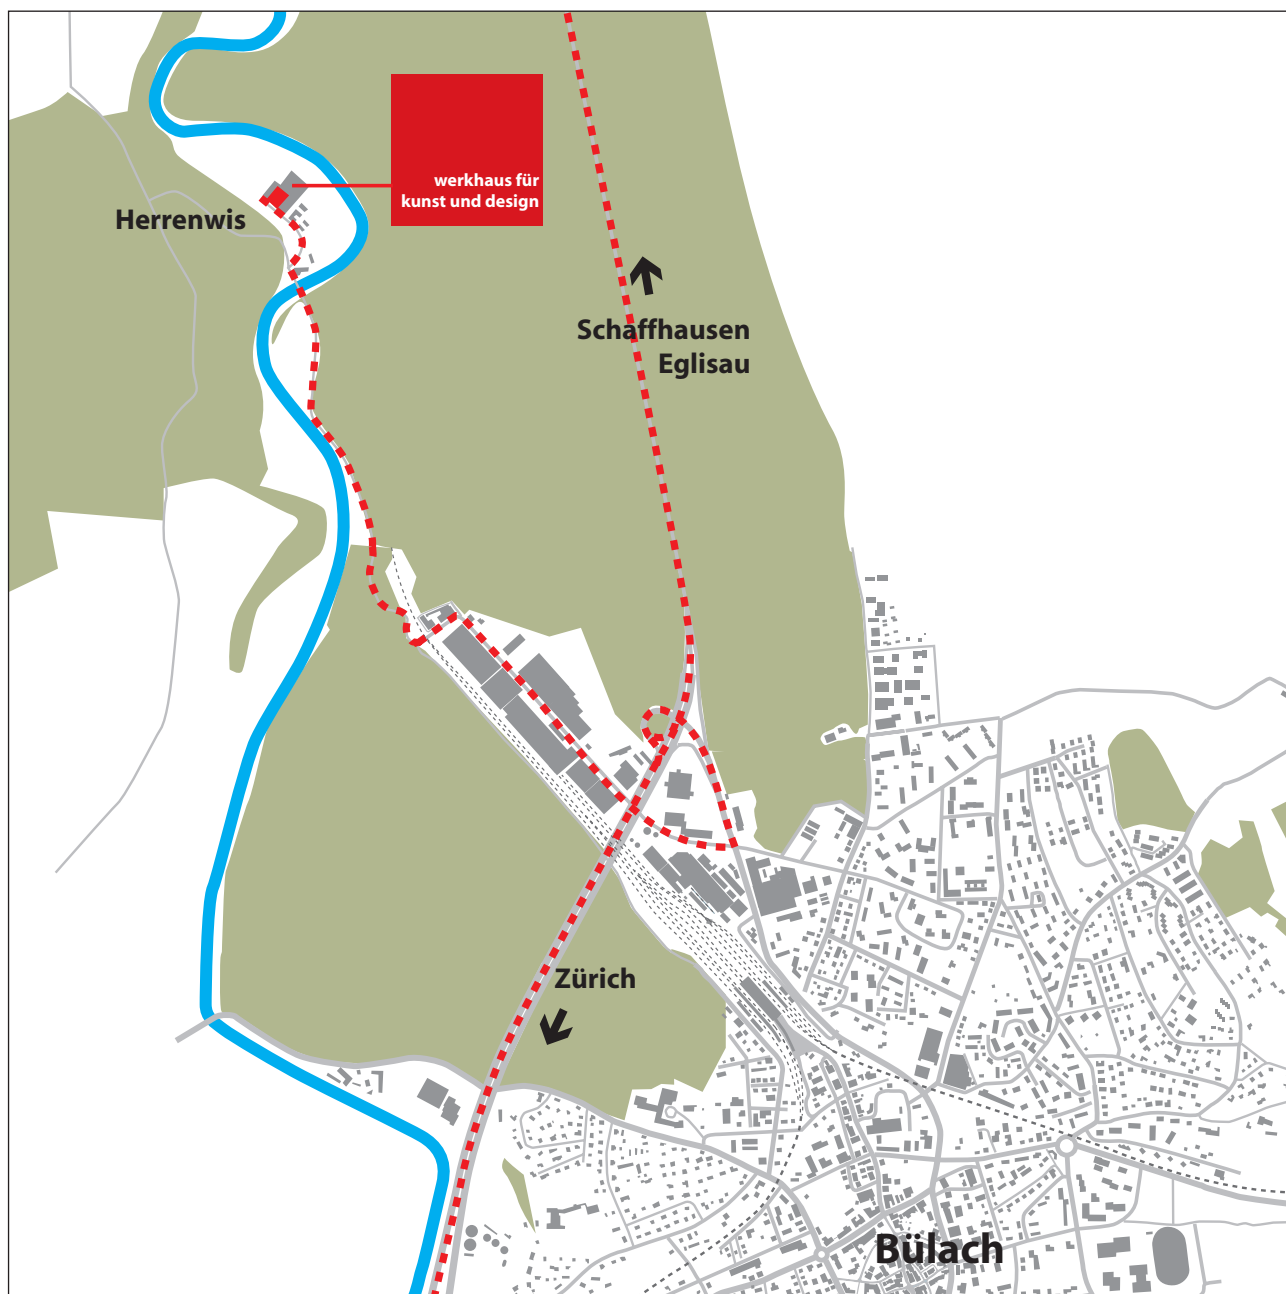 werkhaus für
kunst und design
Herrenwis
Schaffhausen
Eglisau
Zürich
Bülach